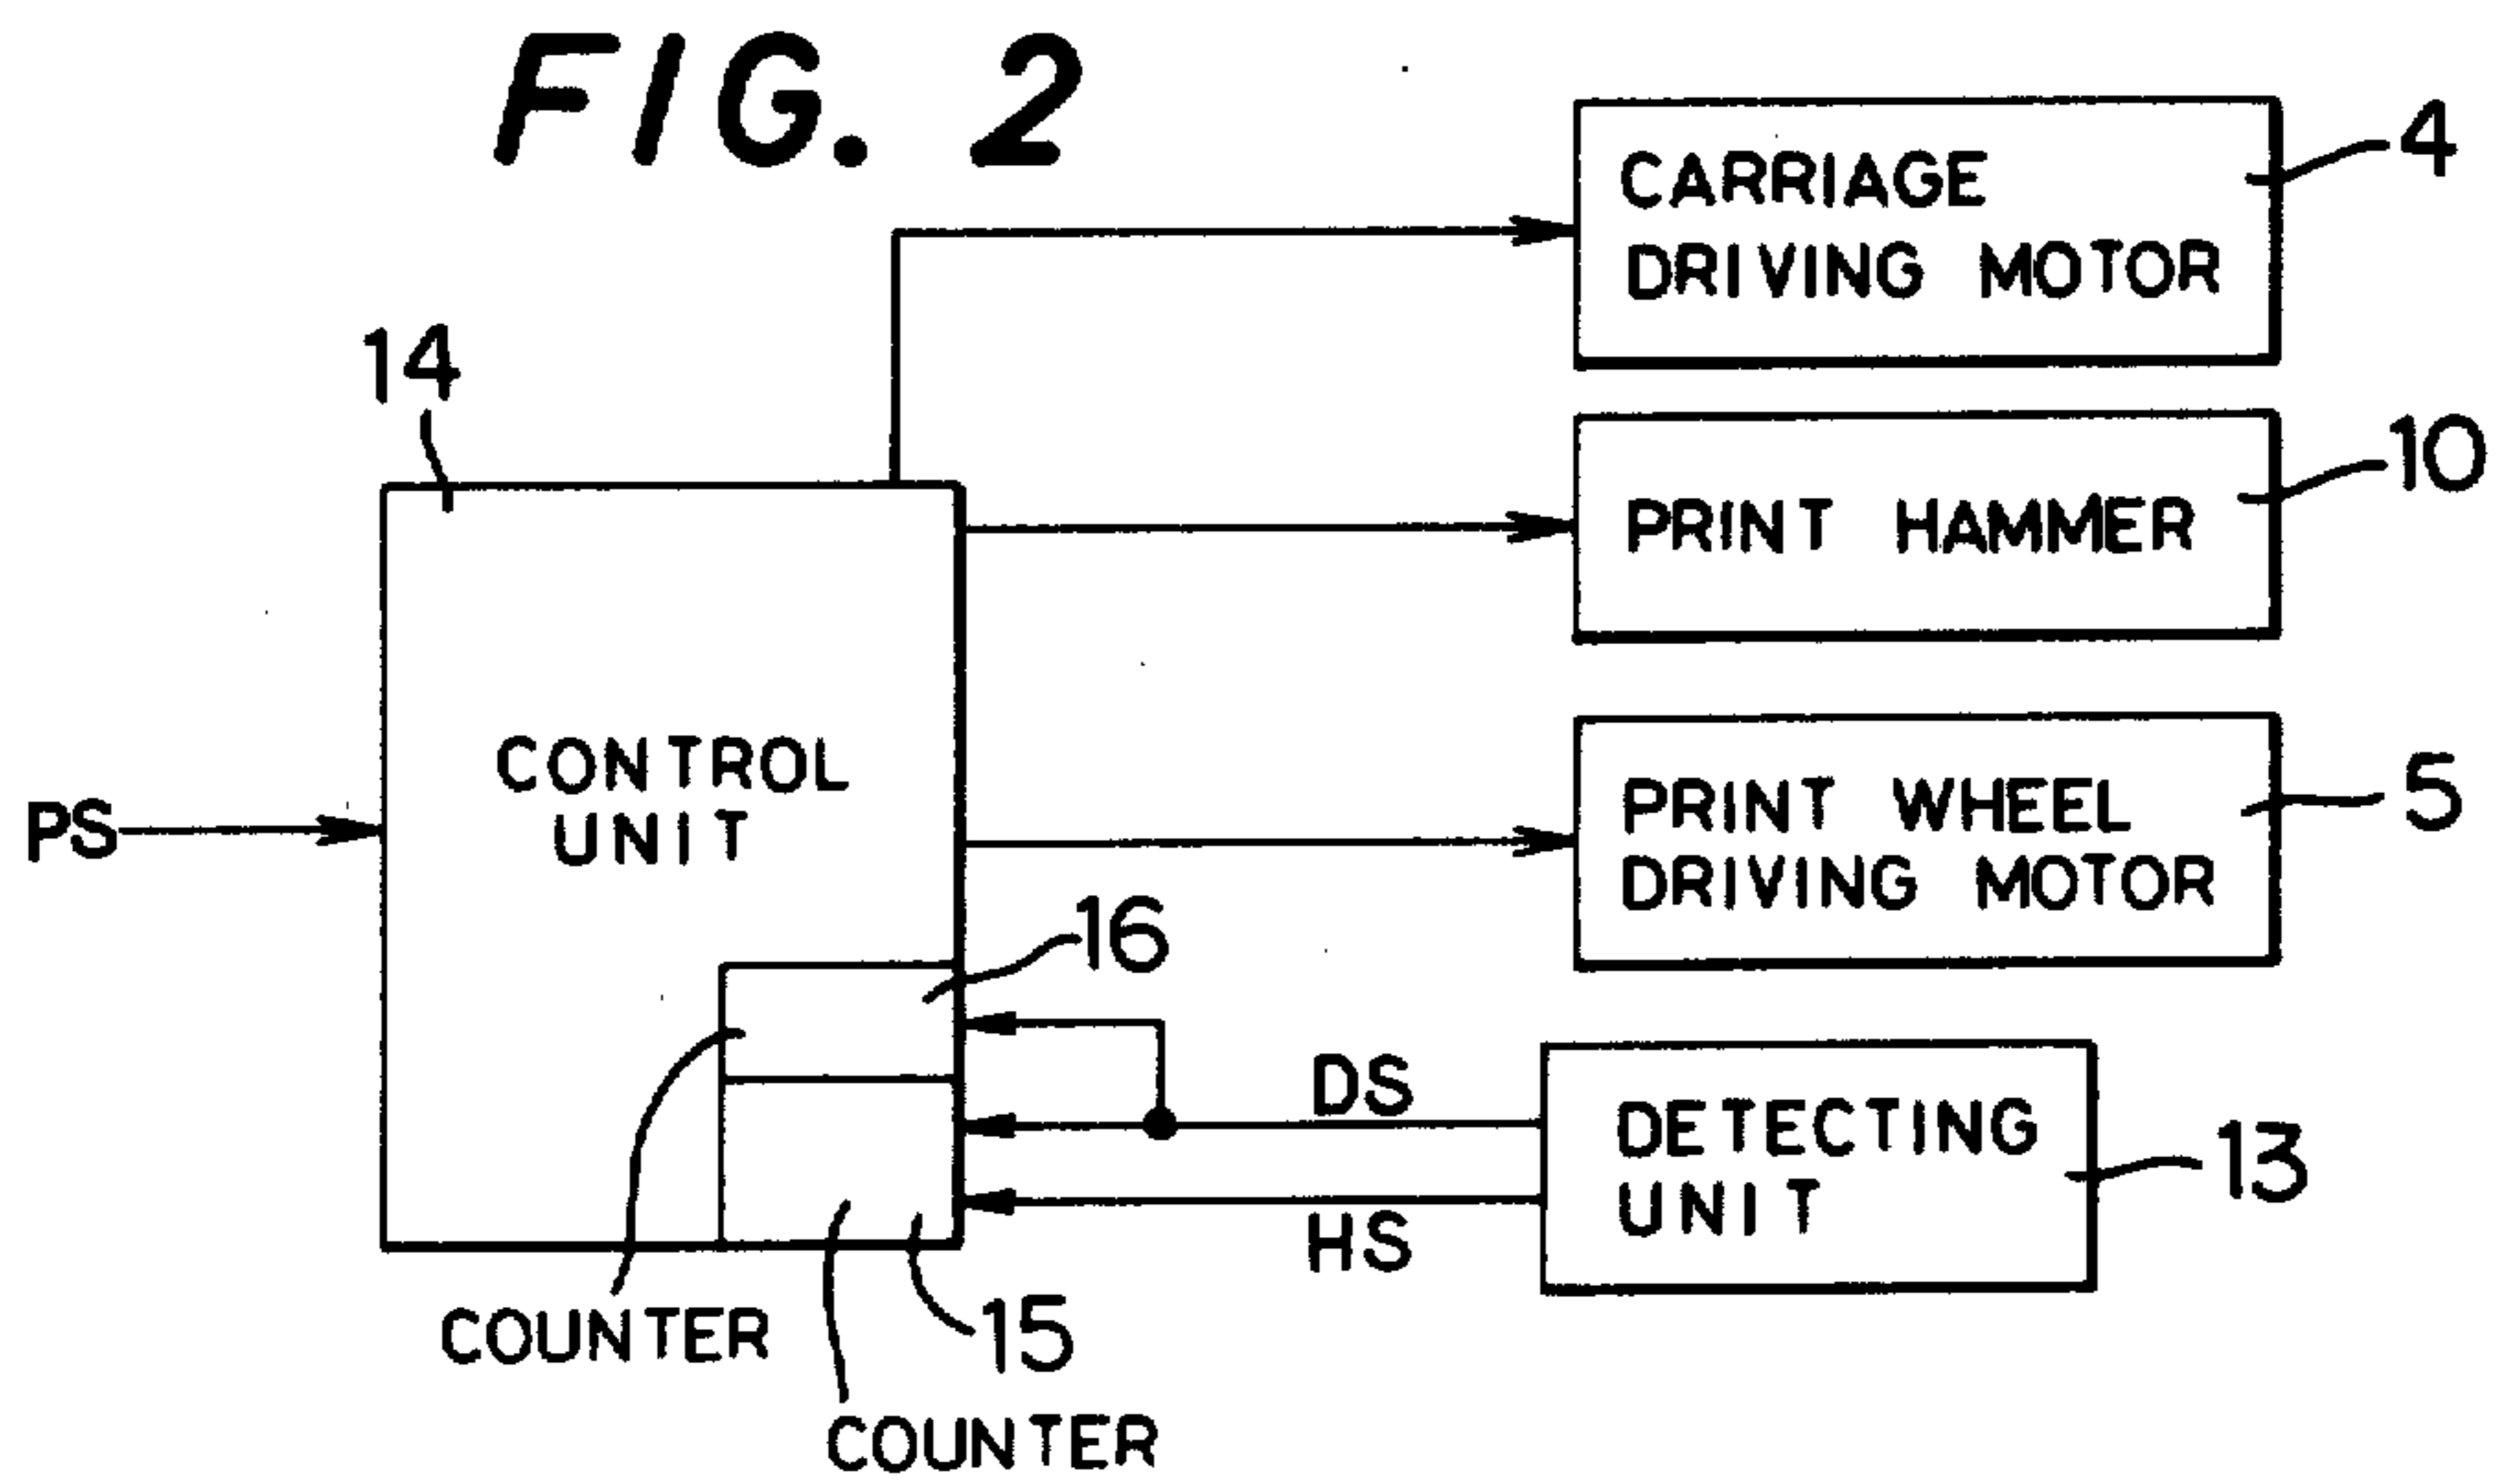 FIG. 2
CARRIAGE
DRIVING MOTOR
4
14
PRINT HAMMER
10
CONTROL
UNIT
PS
PRINT WHEEL
DRIVING MOTOR
5
16
DS
HS
DETECTING
UNIT
13
COUNTER
15
COUNTER